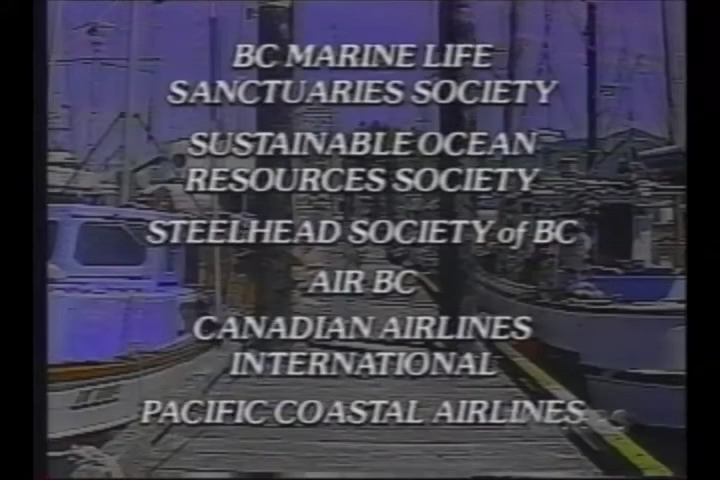 BC MARINE LIFE
SANCTUARIES SOCIETY
SUSTAINABLE OCEAN
RESOURCES SOCIETY
STEELHEAD SOCIETY of BC
AIR BC
CANADIAN AIRLINES
INTERNATIONAL
PACIFIC COASTAL AIRLINES